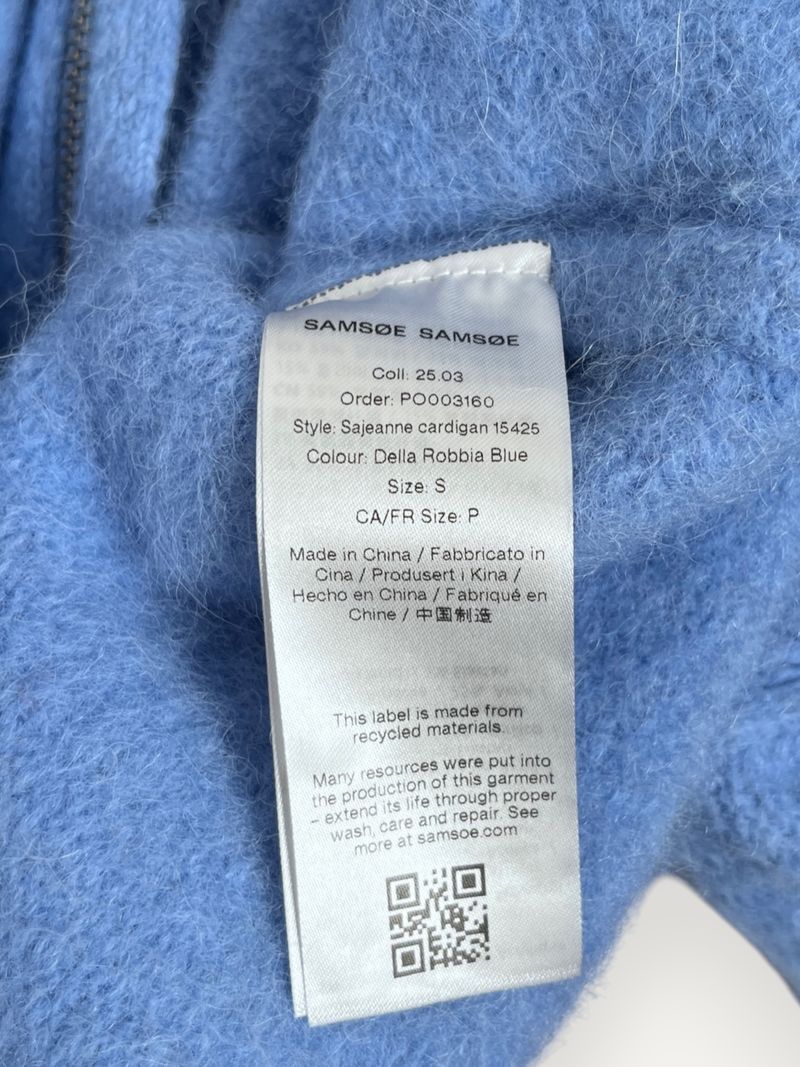 SAMSØE SAMSØE
Coll: 25.03
Order: PO003160
Style: Sajeanne cardigan 15425
Colour: Della Robbia Blue
Size: S
CA/FR Size: P
Made in China / Fabbricato in
Cina / Produsert i Kina /
Hecho en China / Fabriqué en
Chine / 中国制造
This label is made from
recycled materials.
Many resources were put into
the production of this garment
– extend its life through proper
wash, care and repair. See
more at samsoe.com